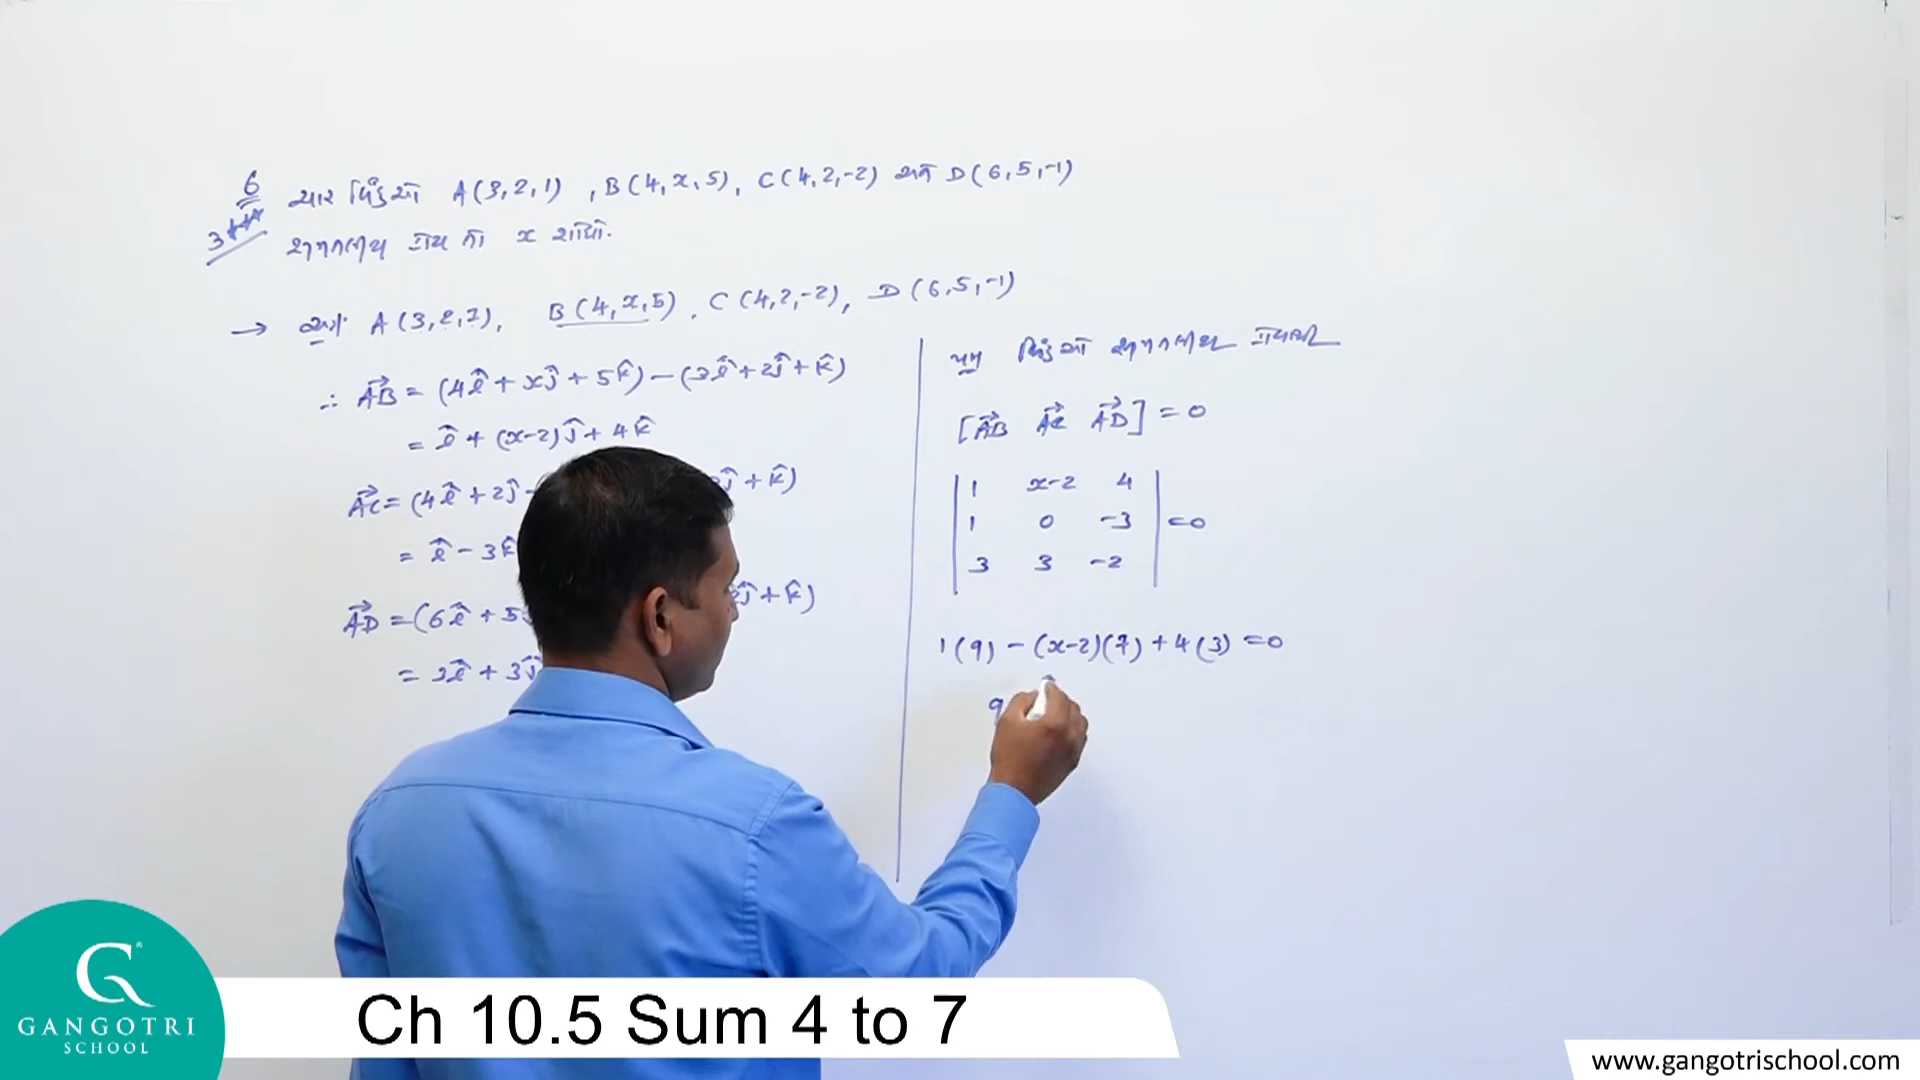 6 ચાર બિંદુઓ A(3,2,1) , B(4,x,5), C(4,2,-2) અને D(6,5,-1)
સમતલીય હોય તો x શોધો.
→ અહીં A(3,2,1), B(4,x,5), C(4,2,-2), D(6,5,-1)
∴ AB⃗ = (4î + xĵ + 5k̂) - (3î + 2ĵ + k̂)
= î + (x-2)ĵ + 4k̂
AC⃗ = (4î + 2ĵ ĵ + k̂)
= î - 3k̂
AD⃗ = (6î + 5 2ĵ + k̂)
= 3î + 3ĵ
બિંદુઓ સમતલીય હોવાથી
[AB⃗ AC⃗ AD⃗] = 0
| 1 x-2 4 |
| 1 0 -3 | = 0
| 3 3 -2 |
1(9) - (x-2)(7) + 4(3) = 0
9
G®
GANGOTRI
SCHOOL
Ch 10.5 Sum 4 to 7
www.gangotrischool.com